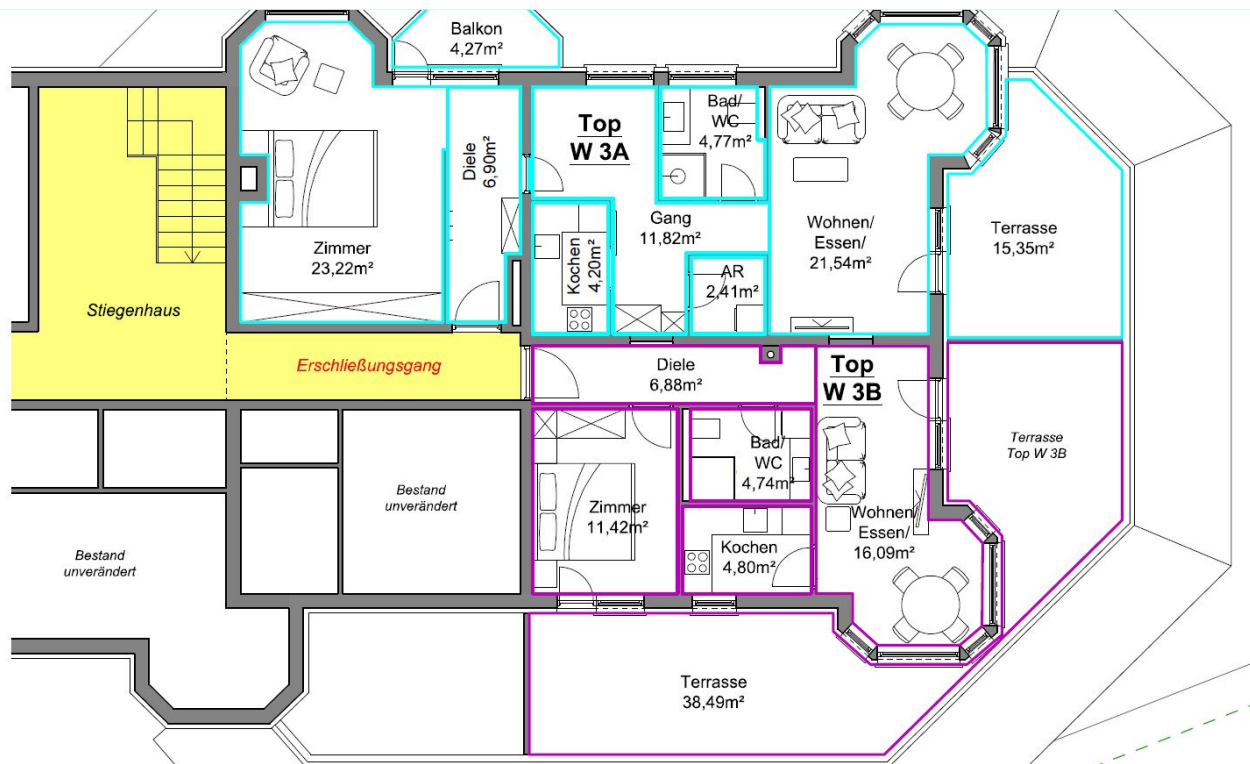 Balkon
4,27m²
Bad/
WC
4,77m²
Top
W 3A
Diele
6,90m²
Gang
11,82m²
Wohnen/
Essen/
21,54m²
Terrasse
15,35m²
Zimmer
23,22m²
Kochen
4,20m²
AR
2,41m²
Stiegenhaus
Erschließungsgang
Diele
6,88m²
Top
W 3B
Terrasse
Top W 3B
Bad/
WC
4,74m²
Bestand
unverändert
Zimmer
11,42m²
Wohnen/
Essen/
16,09m²
Kochen
4,80m²
Bestand
unverändert
Terrasse
38,49m²